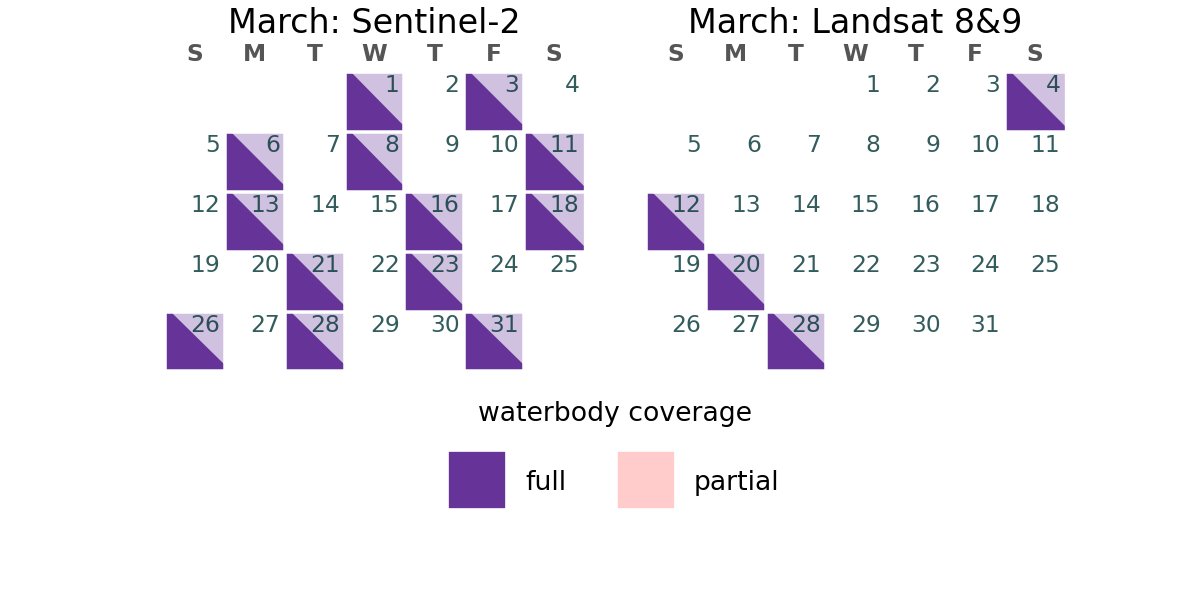 March: Sentinel-2
S M T W T F S
1 2 3 4
5 6 7 8 9 10 11
12 13 14 15 16 17 18
19 20 21 22 23 24 25
26 27 28 29 30 31
March: Landsat 8&9
S M T W T F S
1 2 3 4
5 6 7 8 9 10 11
12 13 14 15 16 17 18
19 20 21 22 23 24 25
26 27 28 29 30 31
waterbody coverage
full partial